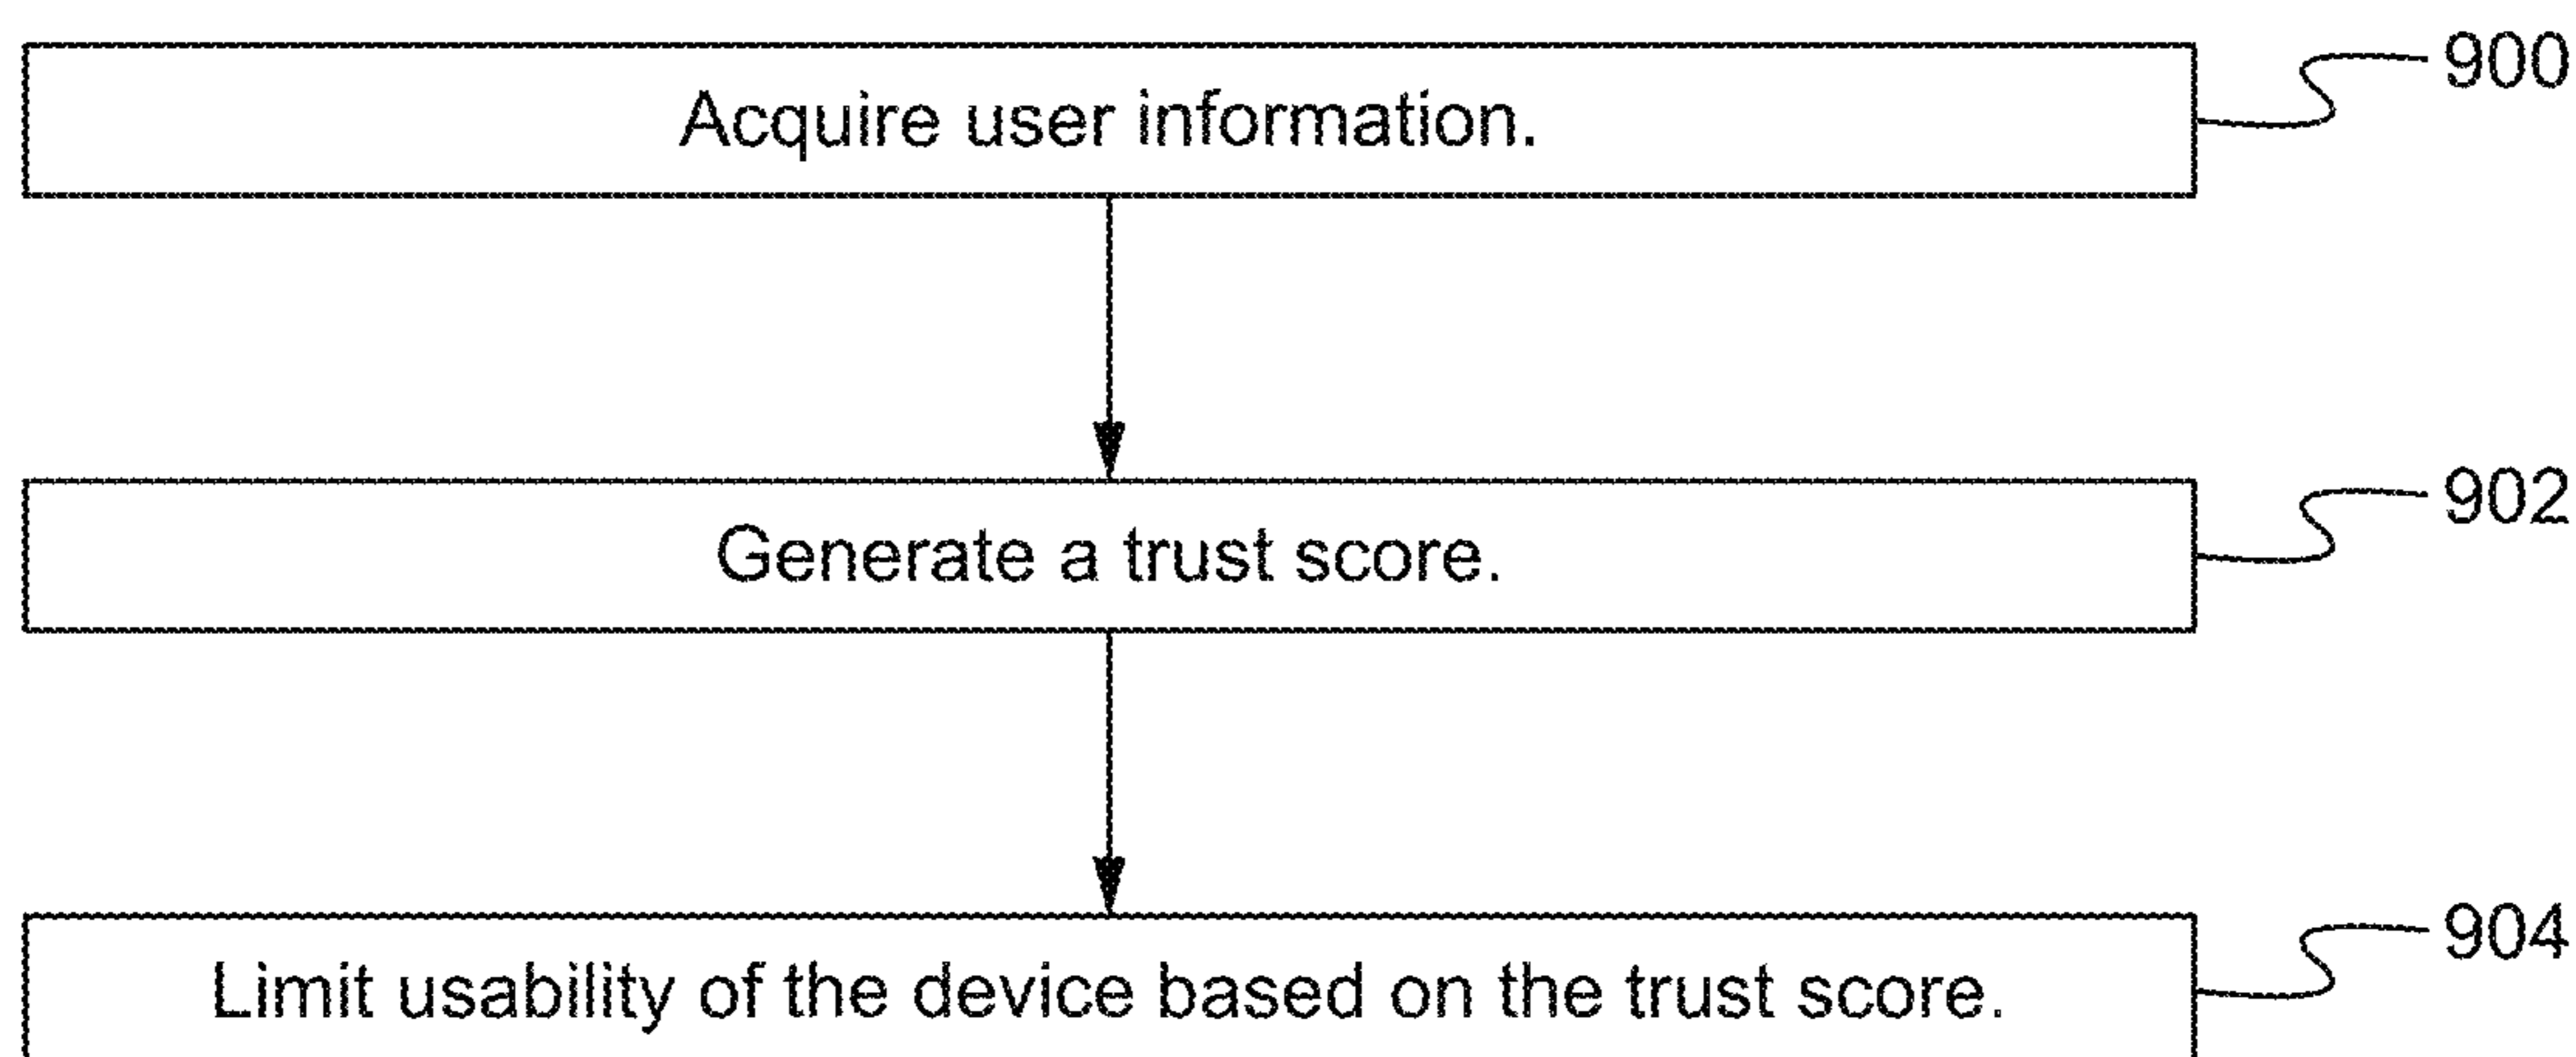 Acquire user information.
900
Generate a trust score.
902
Limit usability of the device based on the trust score.
904